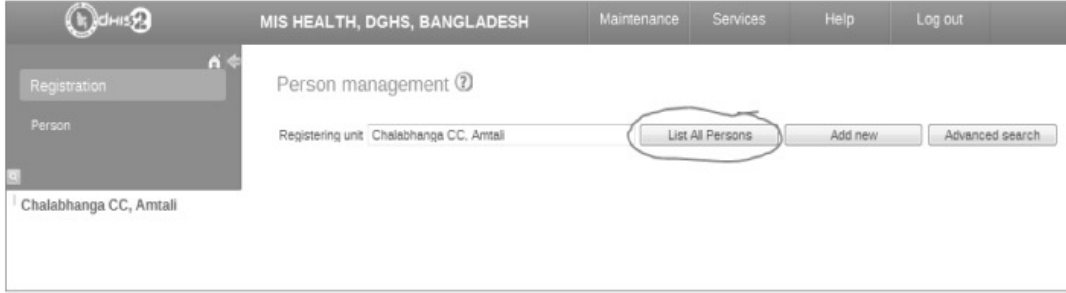 dHIS2 MIS HEALTH, DGHS, BANGLADESH Maintenance Services Help Log out
Registration
Person management ?
Person
Registering unit Chalabhanga CC, Amtali List All Persons Add new Advanced search
Chalabhanga CC, Amtali